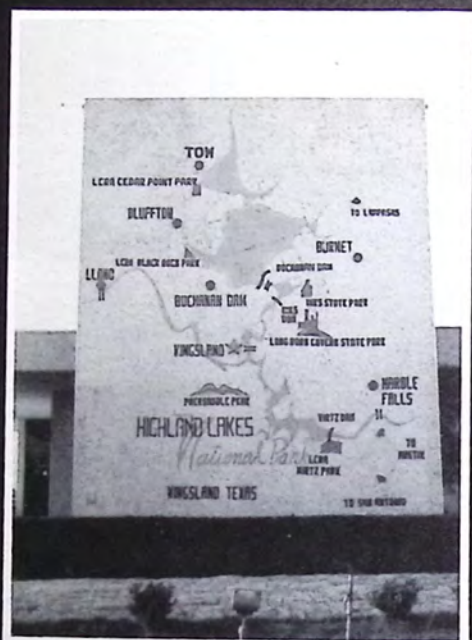 TOW
LCRA CEDAR POINT PARK
BLUFFTON
TO LAMPASAS
BURNET
LCRA BLACK ROCK PARK
BUCHANAN DAM
LLANO
BUCHANAN DAM
INKS STATE PARK
INKS DAM
LONGHORN CAVERN STATE PARK
KINGSLAND
PACKSADDLE PEAK
MARBLE
FALLS
HIGHLAND LAKES
National Park
WIRTZ DAM
LCRA
WIRTZ PARK
TO
AUSTIN
KINGSLAND TEXAS
TO SAN ANTONIO